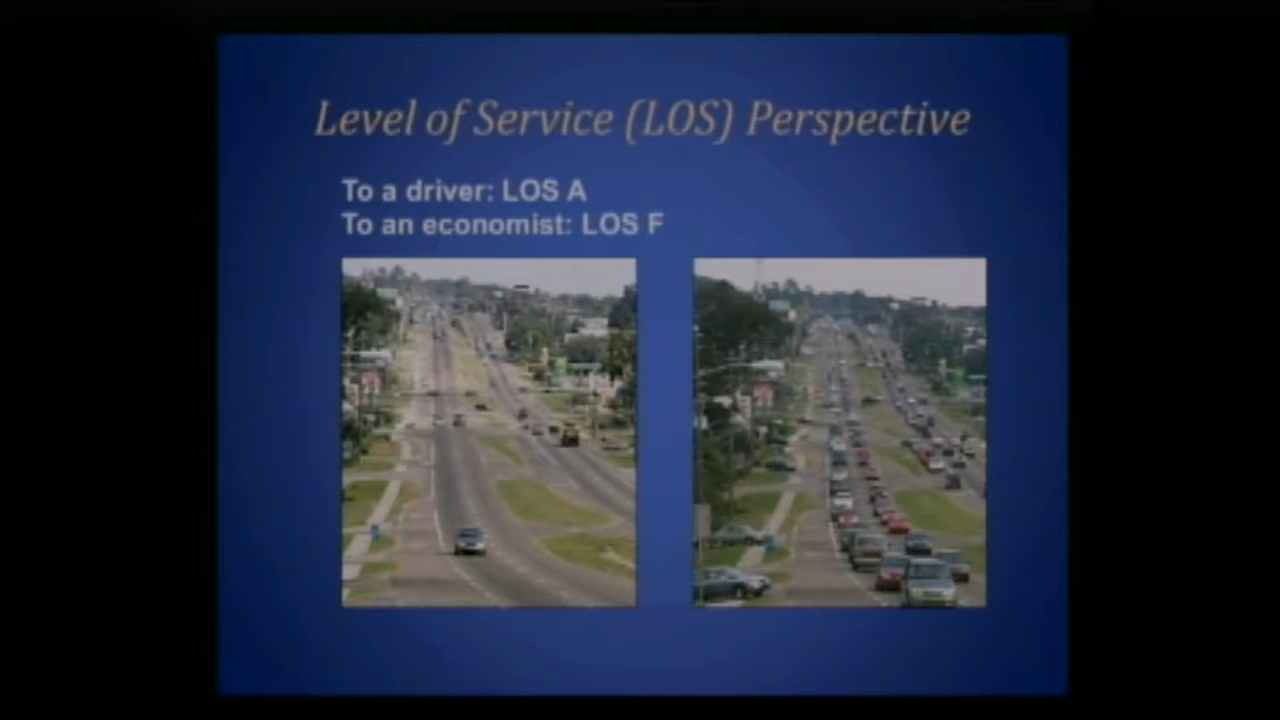 Level of Service (LOS) Perspective
To a driver: LOS A
To an economist: LOS F